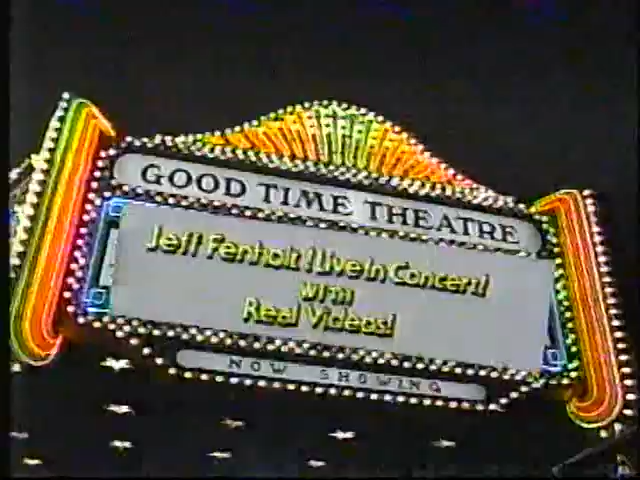 GOOD TIME THEATRE
Jeff Fenholt ! Live in Concert!
WITH
Real Videos!
NOW SHOWING